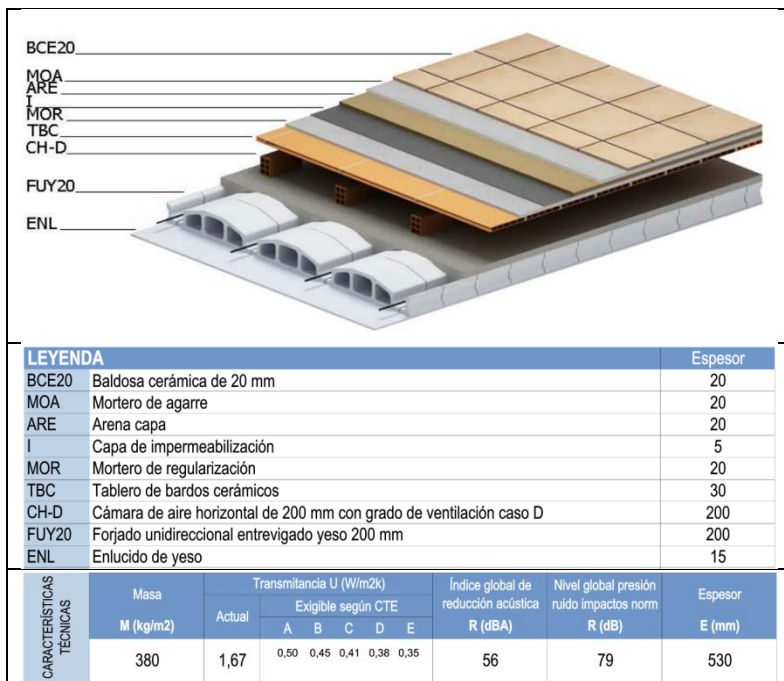 BCE20
MOA
ARE
I
MOR
TBC
CH-D
FUY20
ENL
LEYENDA Espesor
BCE20 Baldosa cerámica de 20 mm 20
MOA Mortero de agarre 20
ARE Arena capa 20
I Capa de impermeabilización 5
MOR Mortero de regularización 20
TBC Tablero de bardos cerámicos 30
CH-D Cámara de aire horizontal de 200 mm con grado de ventilación caso D 200
FUY20 Forjado unidireccional entrevigado yeso 200 mm 200
ENL Enlucido de yeso 15
CARACTERÍSTICAS
TÉCNICAS
Masa
M (kg/m2)
Transmitancia U (W/m2k)
Actual
Exigible según CTE
A B C D E
Índice global de
reducción acústica
R (dBA)
Nivel global presión
ruido impactos norm
R (dB)
Espesor
E (mm)
380 1,67 0,50 0,45 0,41 0,38 0,35 56 79 530